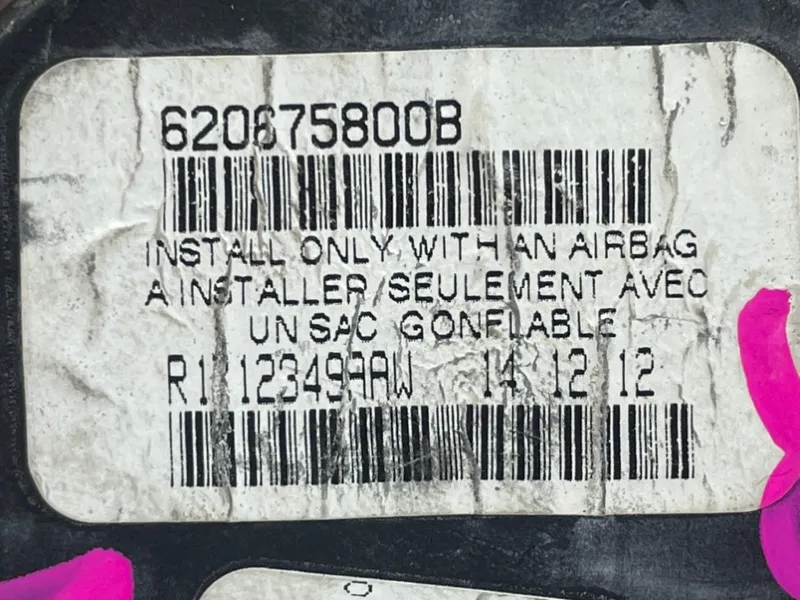 620675800B
INSTALL ONLY WITH AN AIRBAG
A INSTALLER SEULEMENT AVEC
UN SAC GONFLABLE
14 12 12